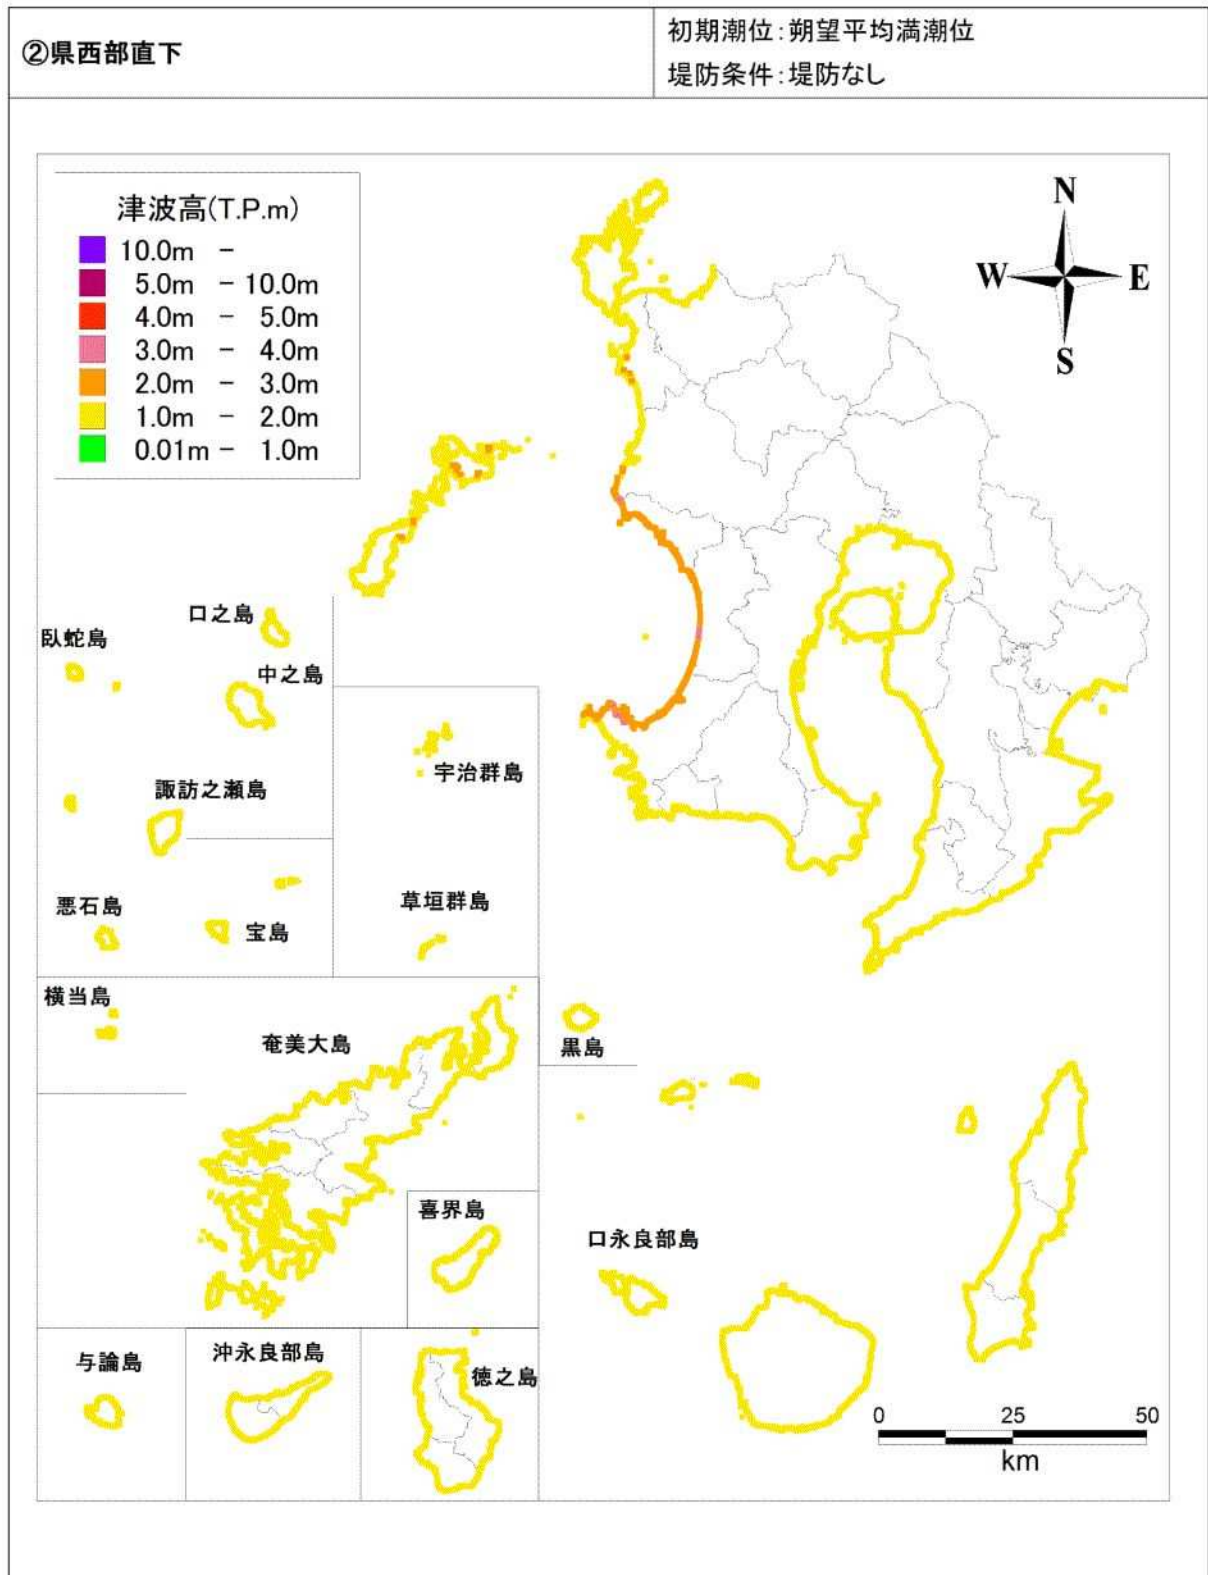 ②県西部直下
初期潮位:朔望平均満潮位
堤防条件:堤防なし
津波高(T.P.m)
10.0m －
5.0m － 10.0m
4.0m － 5.0m
3.0m － 4.0m
2.0m － 3.0m
1.0m － 2.0m
0.01m － 1.0m
N
W
E
S
口之島
臥蛇島
中之島
宇治群島
諏訪之瀬島
悪石島
宝島
草垣群島
横当島
奄美大島
黒島
喜界島
口永良部島
与論島
沖永良部島
徳之島
0 25 50
km